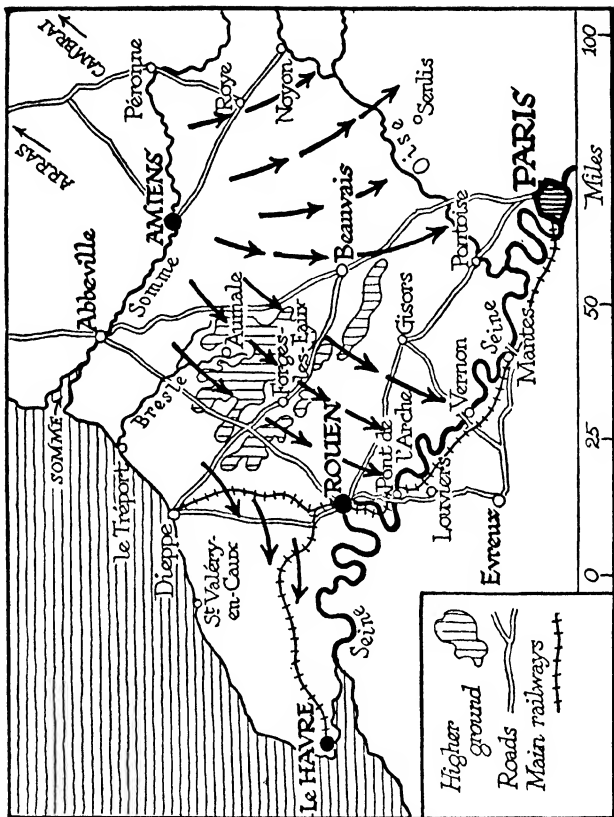 CAMBRAI
ARRAS
Péronne
Roye
Noyon
AMIENS
Abbeville
Somme
SOMME
le Tréport
Bresle
Aumale
Forges-
les-Eaux
Beauvais
Oise
Senlis
Dieppe
St Valéry-
en-Caux
ROUEN
Pont de
l'Arche
Gisors
Pontoise
PARIS
Louviers
Vernon
Seine
Mantes
Evreux
Le HAVRE
Seine
Higher
ground
Roads
Main railways
0
25
50
Miles
100